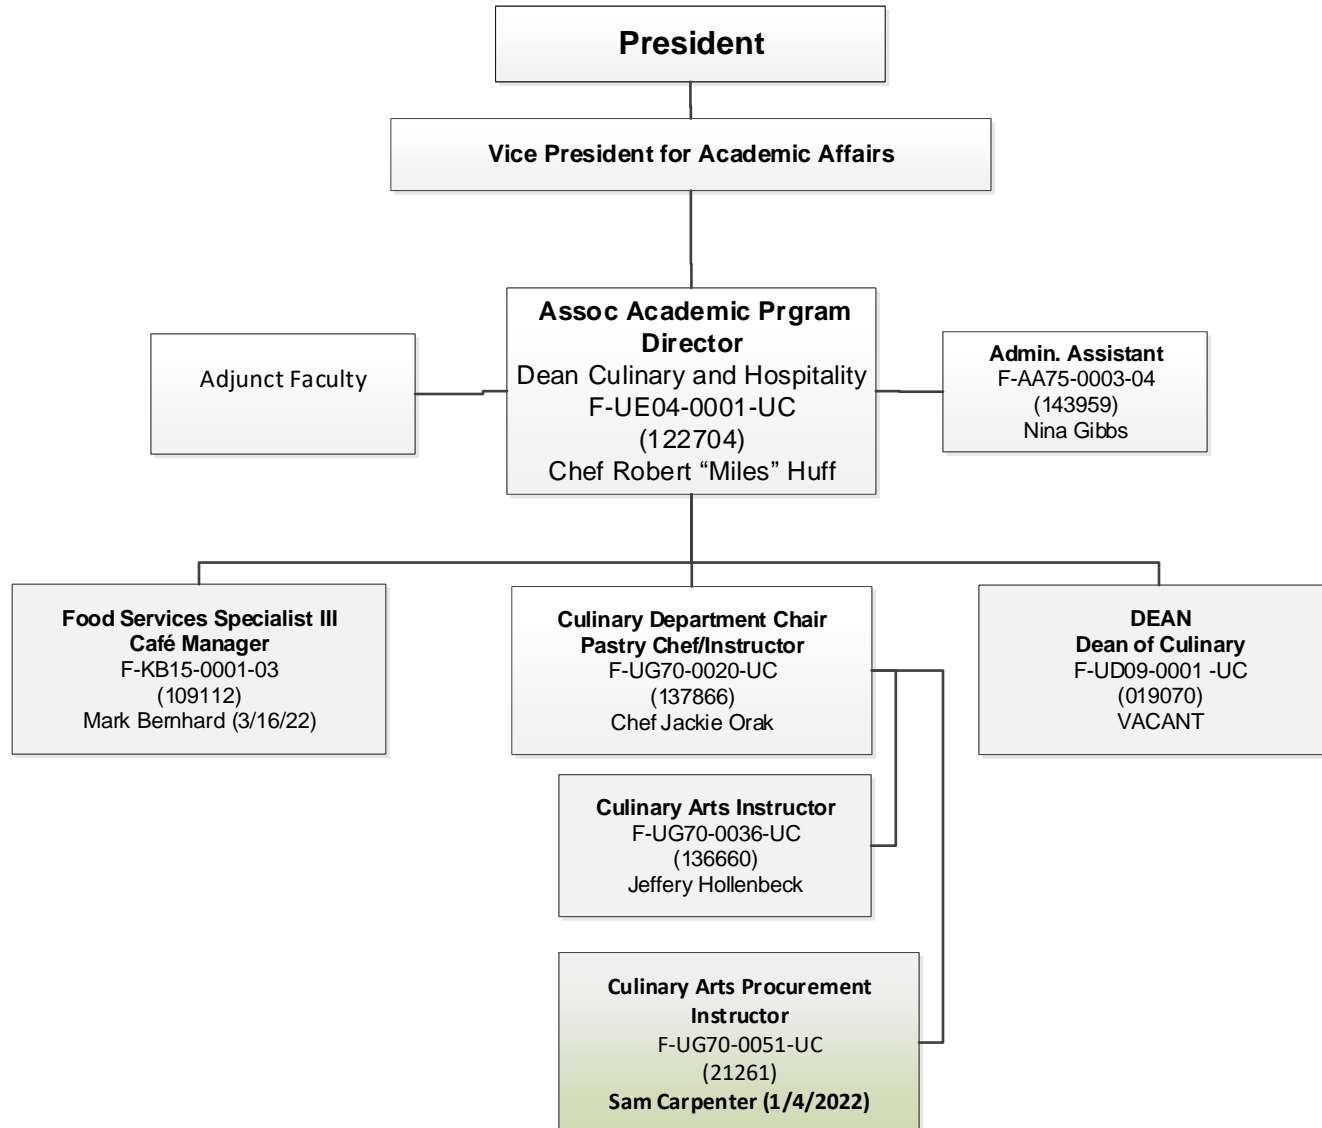 President
Vice President for Academic Affairs
Assoc Academic Prgram
Director
Dean Culinary and Hospitality
F-UE04-0001-UC
(122704)
Chef Robert “Miles” Huff
Adjunct Faculty
Admin. Assistant
F-AA75-0003-04
(143959)
Nina Gibbs
Food Services Specialist III
Café Manager
F-KB15-0001-03
(109112)
Mark Bernhard (3/16/22)
Culinary Department Chair
Pastry Chef/Instructor
F-UG70-0020-UC
(137866)
Chef Jackie Orak
DEAN
Dean of Culinary
F-UD09-0001 -UC
(019070)
VACANT
Culinary Arts Instructor
F-UG70-0036-UC
(136660)
Jeffery Hollenbeck
Culinary Arts Procurement
Instructor
F-UG70-0051-UC
(21261)
Sam Carpenter (1/4/2022)